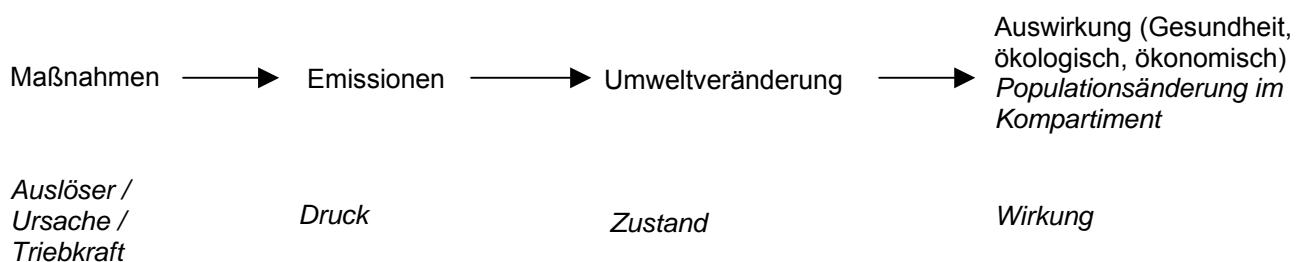 Maßnahmen
Emissionen
Umweltveränderung
Auswirkung (Gesundheit,
ökologisch, ökonomisch)
Populationsänderung im
Kompartiment
Auslöser /
Ursache /
Triebkraft
Druck
Zustand
Wirkung